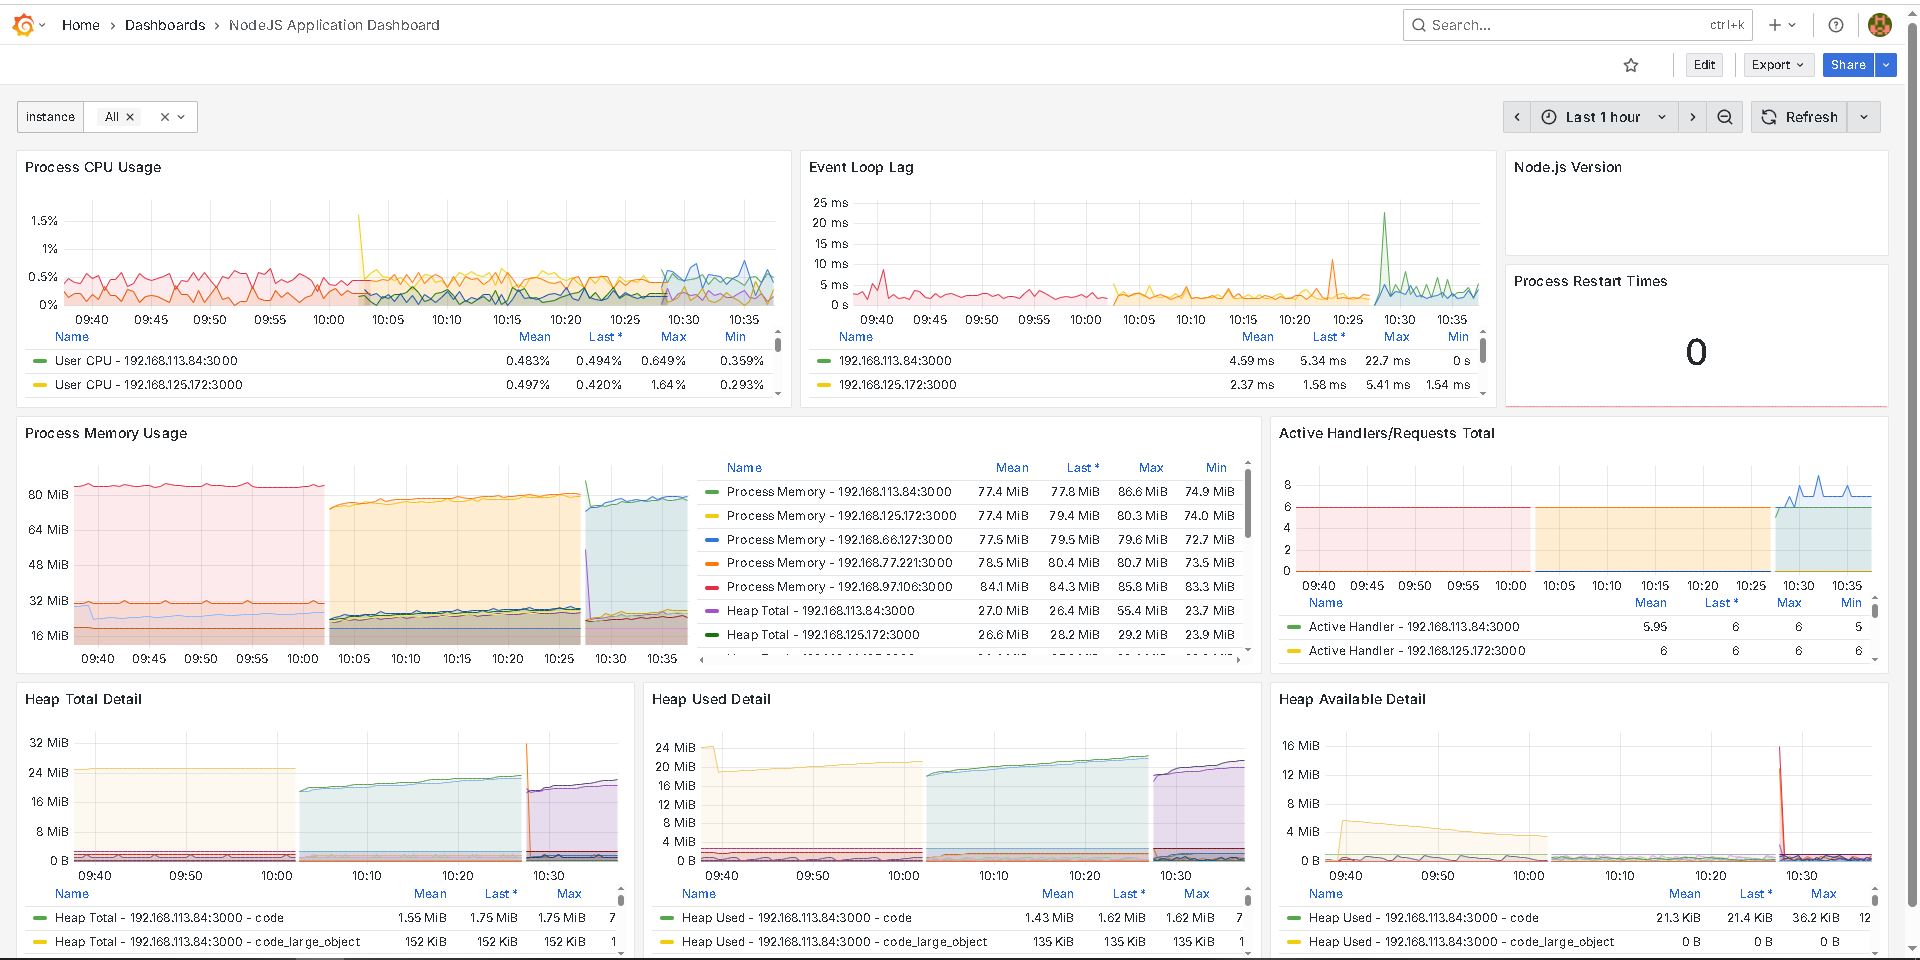 Home > Dashboards > NodeJS Application Dashboard Search... ctrl+k
Edit Export Share
instance All Last 1 hour Refresh
Process CPU Usage
1.5%
1%
0.5%
0%
09:40 09:45 09:50 09:55 10:00 10:05 10:10 10:15 10:20 10:25 10:30 10:35
Name Mean Last * Max Min
User CPU - 192.168.113.84:3000 0.483% 0.494% 0.649% 0.359%
User CPU - 192.168.125.172:3000 0.497% 0.420% 1.64% 0.293%
Event Loop Lag
25 ms
20 ms
15 ms
10 ms
5 ms
0 s
09:40 09:45 09:50 09:55 10:00 10:05 10:10 10:15 10:20 10:25 10:30 10:35
Name Mean Last * Max Min
192.168.113.84:3000 4.59 ms 5.34 ms 22.7 ms 0 s
192.168.125.172:3000 2.37 ms 1.58 ms 5.41 ms 1.54 ms
Node.js Version
Process Restart Times
0
Process Memory Usage
80 MiB
64 MiB
48 MiB
32 MiB
16 MiB
09:40 09:45 09:50 09:55 10:00 10:05 10:10 10:15 10:20 10:25 10:30 10:35
Name Mean Last * Max Min
Process Memory - 192.168.113.84:3000 77.4 MiB 77.8 MiB 86.6 MiB 74.9 MiB
Process Memory - 192.168.125.172:3000 77.4 MiB 79.4 MiB 80.3 MiB 74.0 MiB
Process Memory - 192.168.66.127:3000 77.5 MiB 79.5 MiB 79.6 MiB 72.7 MiB
Process Memory - 192.168.77.221:3000 78.5 MiB 80.4 MiB 80.7 MiB 73.5 MiB
Process Memory - 192.168.97.106:3000 84.1 MiB 84.3 MiB 85.8 MiB 83.3 MiB
Heap Total - 192.168.113.84:3000 27.0 MiB 26.4 MiB 55.4 MiB 23.7 MiB
Heap Total - 192.168.125.172:3000 26.6 MiB 28.2 MiB 29.2 MiB 23.9 MiB
Active Handlers/Requests Total
8
6
4
2
0
09:40 09:45 09:50 09:55 10:00 10:05 10:10 10:15 10:20 10:25 10:30 10:35
Name Mean Last * Max Min
Active Handler - 192.168.113.84:3000 5.95 6 6 5
Active Handler - 192.168.125.172:3000 6 6 6 6
Heap Total Detail
32 MiB
24 MiB
16 MiB
8 MiB
0 B
09:40 09:50 10:00 10:10 10:20 10:30
Name Mean Last * Max
Heap Total - 192.168.113.84:3000 - code 1.55 MiB 1.75 MiB 1.75 MiB 7
Heap Total - 192.168.113.84:3000 - code_large_object 152 KiB 152 KiB 152 KiB 1
Heap Used Detail
24 MiB
20 MiB
16 MiB
12 MiB
8 MiB
4 MiB
0 B
09:40 09:50 10:00 10:10 10:20 10:30
Name Mean Last * Max
Heap Used - 192.168.113.84:3000 - code 1.43 MiB 1.62 MiB 1.62 MiB 7
Heap Used - 192.168.113.84:3000 - code_large_object 135 KiB 135 KiB 135 KiB 1
Heap Available Detail
16 MiB
12 MiB
8 MiB
4 MiB
0 B
09:40 09:50 10:00 10:10 10:20 10:30
Name Mean Last * Max
Heap Used - 192.168.113.84:3000 - code 21.3 KiB 21.4 KiB 36.2 KiB 12
Heap Used - 192.168.113.84:3000 - code_large_object 0 B 0 B 0 B